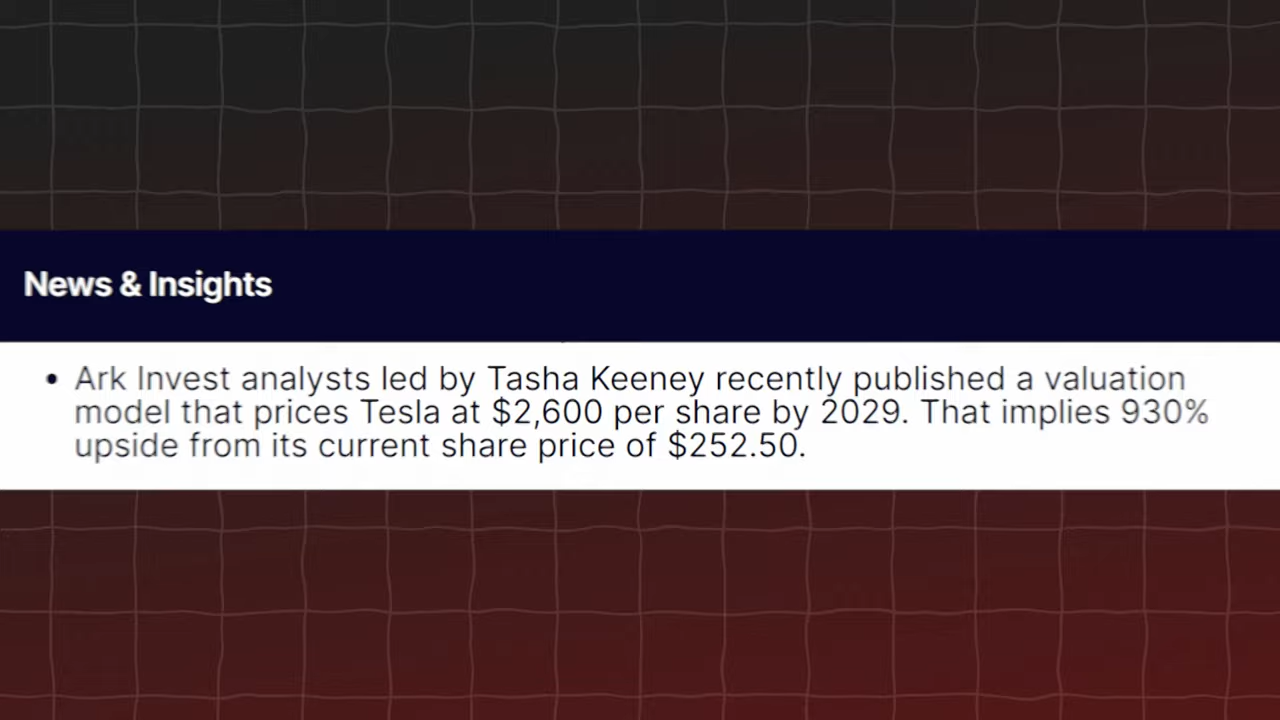 News & Insights
• Ark Invest analysts led by Tasha Keeney recently published a valuation
model that prices Tesla at $2,600 per share by 2029. That implies 930%
upside from its current share price of $252.50.